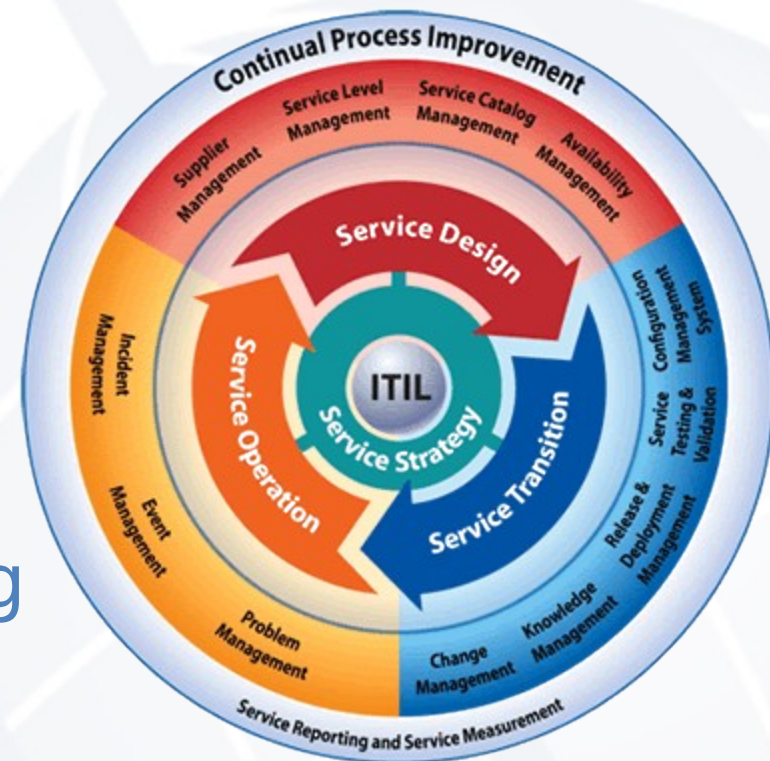 Continual Process Improvement
Supplier
Management
Service Level
Management
Service Catalog
Management
Availability
Management
Configuration
Management
System
Service
Testing &
Validation
Release &
Deployment
Management
Knowledge
Management
Change
Management
Problem
Management
Event
Management
Incident
Management
Service Design
Service Transition
Service Operation
Service Strategy
ITIL
g
Service Reporting and Service Measurement